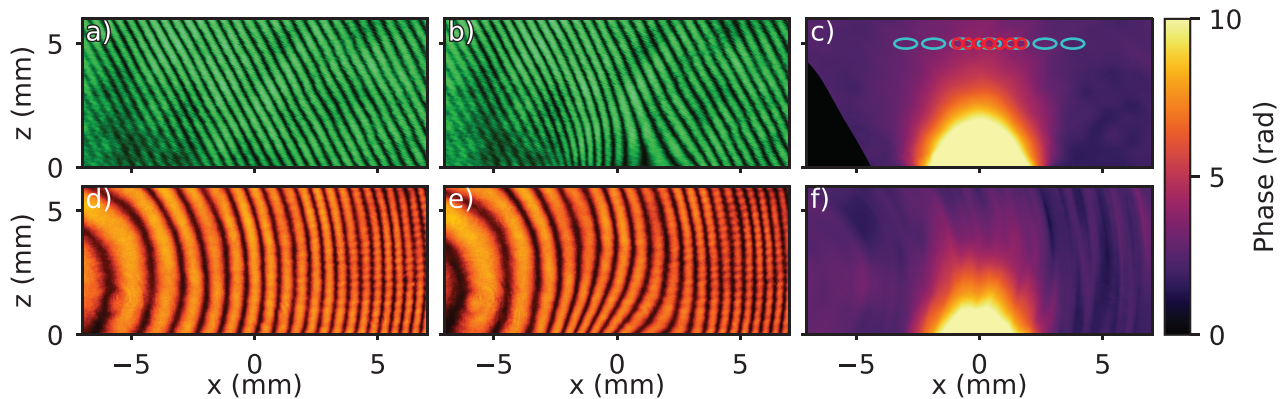 a) b) c) 10
z (mm) 5
0
Phase (rad) 5
d) e) f)
z (mm) 5
0 0
−5 0 5 −5 0 5 −5 0 5
x (mm) x (mm) x (mm)